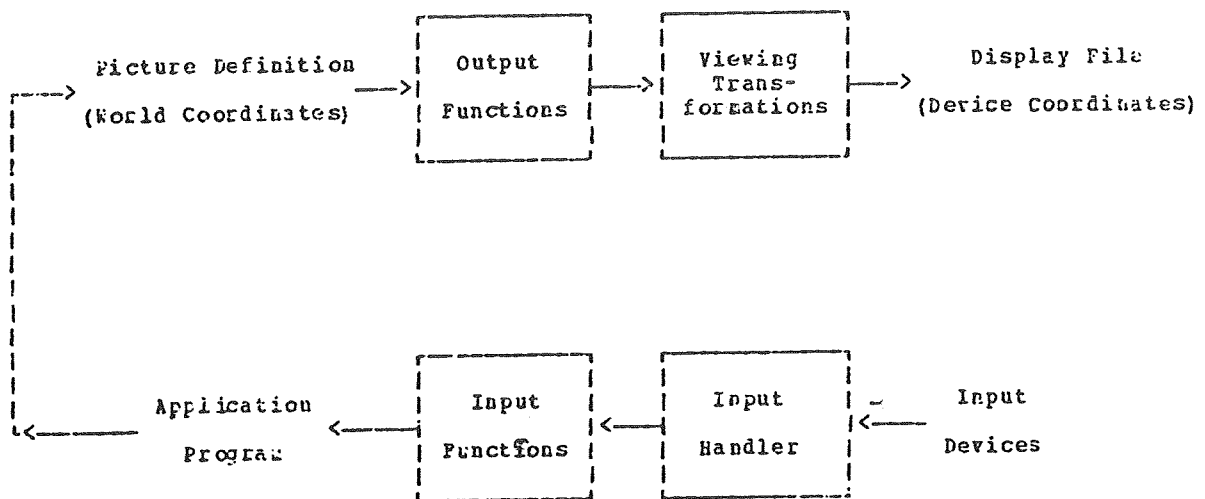 Picture Definition
(World Coordinates)
Output
Functions
Viewing
Trans-
formations
Display File
(Device Coordinates)
Application
Program
Input
Functions
Input
Handler
Input
Devices